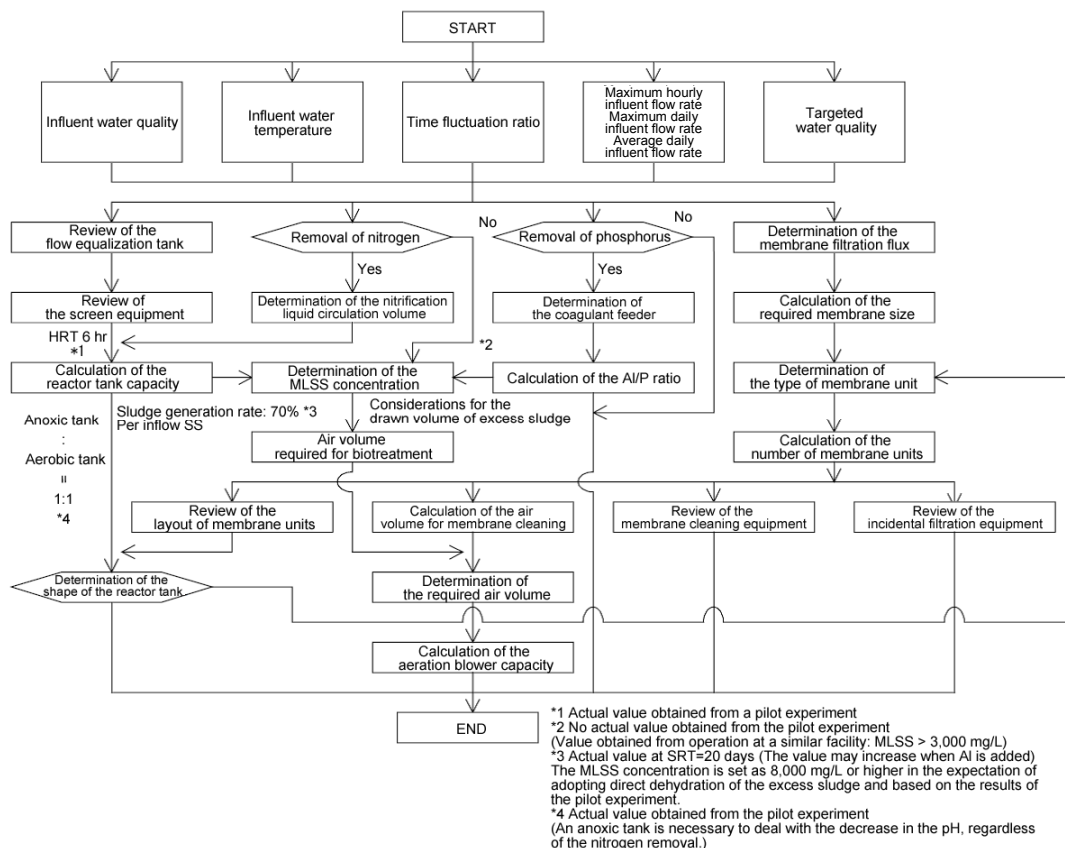 START
Influent water quality
Influent water
temperature
Time fluctuation ratio
Maximum hourly
influent flow rate
Maximum daily
influent flow rate
Average daily
influent flow rate
Targeted
water quality
Review of the
flow equalization tank
Removal of nitrogen
No
Removal of phosphorus
No
Determination of the
membrane filtration flux
Yes
Yes
Review of
the screen equipment
Determination of the nitrification
liquid circulation volume
Determination of
the coagulant feeder
Calculation of the
required membrane size
HRT 6 hr
*1
*2
Calculation of the
reactor tank capacity
Determination of the
MLSS concentration
Calculation of the Al/P ratio
Determination of
the type of membrane unit
Anoxic tank
:
Aerobic tank
=
1:1
*4
Sludge generation rate: 70% *3
Per inflow SS
Considerations for the
drawn volume of excess sludge
Air volume
required for biotreatment
Calculation of the
number of membrane units
Review of the
layout of membrane units
Calculation of the air
volume for membrane cleaning
Review of the
membrane cleaning equipment
Review of the
incidental filtration equipment
Determination of the
shape of the reactor tank
Determination of
the required air volume
Calculation of the
aeration blower capacity
END
*1 Actual value obtained from a pilot experiment
*2 No actual value obtained from the pilot experiment
(Value obtained from operation at a similar facility: MLSS > 3,000 mg/L)
*3 Actual value at SRT=20 days (The value may increase when Al is added)
The MLSS concentration is set as 8,000 mg/L or higher in the expectation of
adopting direct dehydration of the excess sludge and based on the results of
the pilot experiment.
*4 Actual value obtained from the pilot experiment
(An anoxic tank is necessary to deal with the decrease in the pH, regardless
of the nitrogen removal.)